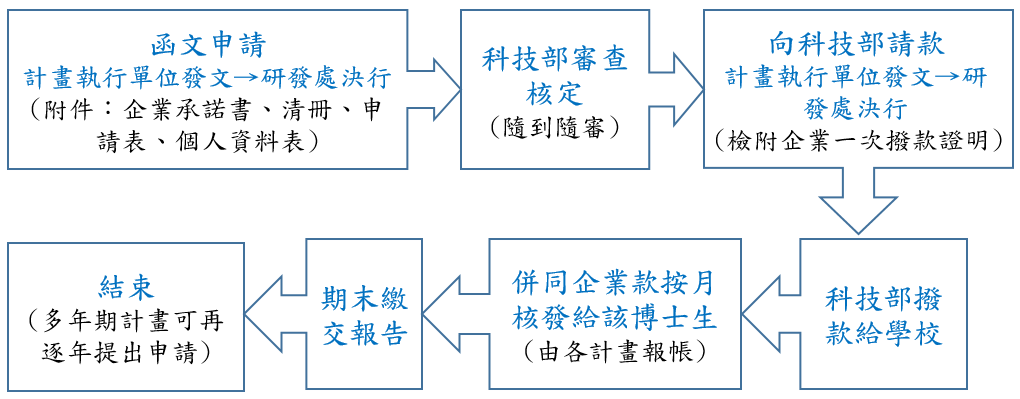 函文申請
計畫執行單位發文→研發處決行
（附件：企業承諾書、清冊、申
請表、個人資料表）
科技部審查
核定
（隨到隨審）
向科技部請款
計畫執行單位發文→研
發處決行
（檢附企業一次撥款證明）
科技部撥
款給學校
併同企業款按月
核發給該博士生
（由各計畫報帳）
期末繳
交報告
結束
（多年期計畫可再
逐年提出申請）